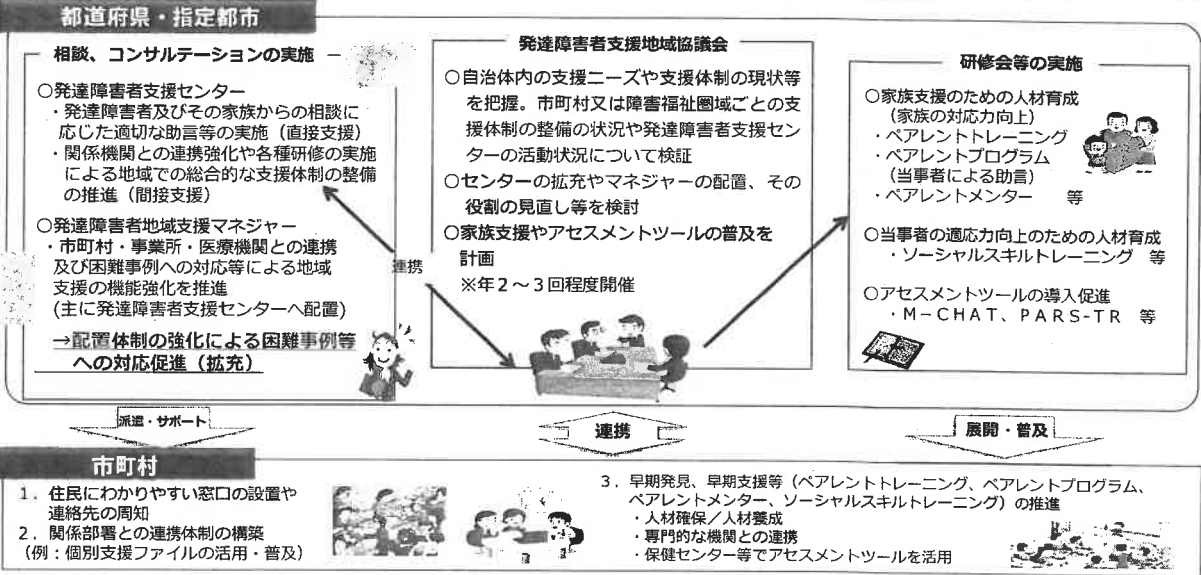 都道府県・指定都市
相談、コンサルテーションの実施
○発達障害者支援センター
・発達障害者及びその家族からの相談に
応じた適切な助言等の実施（直接支援）
・関係機関との連携強化や各種研修の実施
による地域での総合的な支援体制の整備
の推進（間接支援）
○発達障害者地域支援マネジャー
・市町村・事業所・医療機関との連携
及び困難事例への対応等による地域
支援の機能強化を推進
(主に発達障害者支援センターへ配置)
→配置体制の強化による困難事例等
への対応促進（拡充）
連携
発達障害者支援地域協議会
○自治体内の支援ニーズや支援体制の現状等
を把握。市町村又は障害福祉圏域ごとの支
援体制の整備の状況や発達障害者支援セン
ターの活動状況について検証
○センターの拡充やマネジャーの配置、その
役割の見直し等を検討
○家族支援やアセスメントツールの普及を
計画
※年２～３回程度開催
研修会等の実施
○家族支援のための人材育成
（家族の対応力向上）
・ペアレントトレーニング
・ペアレントプログラム
（当事者による助言）
・ペアレントメンター　等
○当事者の適応力向上のための人材育成
・ソーシャルスキルトレーニング　等
○アセスメントツールの導入促進
・Ｍ－ＣＨＡＴ、ＰＡＲＳ-ＴＲ　等
派遣・サポート
連携
展開・普及
市町村
１．住民にわかりやすい窓口の設置や
連絡先の周知
２．関係部署との連携体制の構築
（例：個別支援ファイルの活用・普及）
３．早期発見、早期支援等（ペアレントトレーニング、ペアレントプログラム、
ペアレントメンター、ソーシャルスキルトレーニング）の推進
・人材確保／人材養成
・専門的な機関との連携
・保健センター等でアセスメントツールを活用